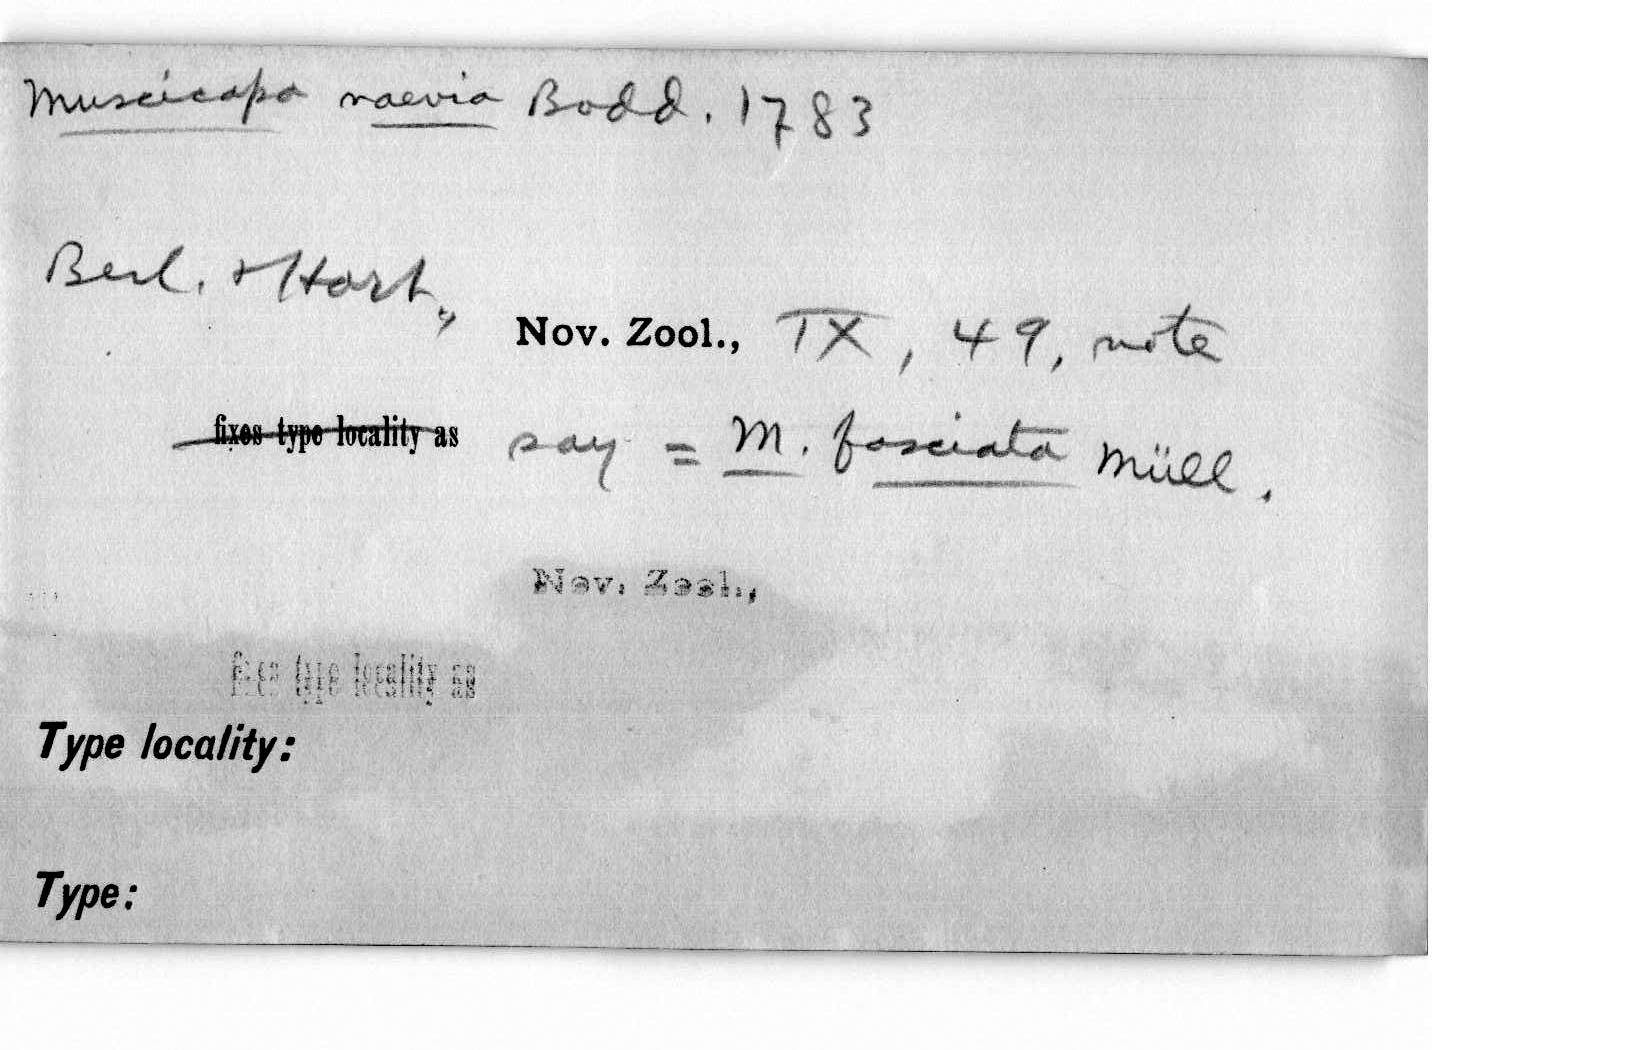 Muscicapa naevia Bodd. 1783
Berl. & Hart.,
Nov. Zool., IX, 49, note
fixes type locality as say = M. fasciata Müll.
Nov. Zool.,
fixes type locality as
Type locality:
Type: